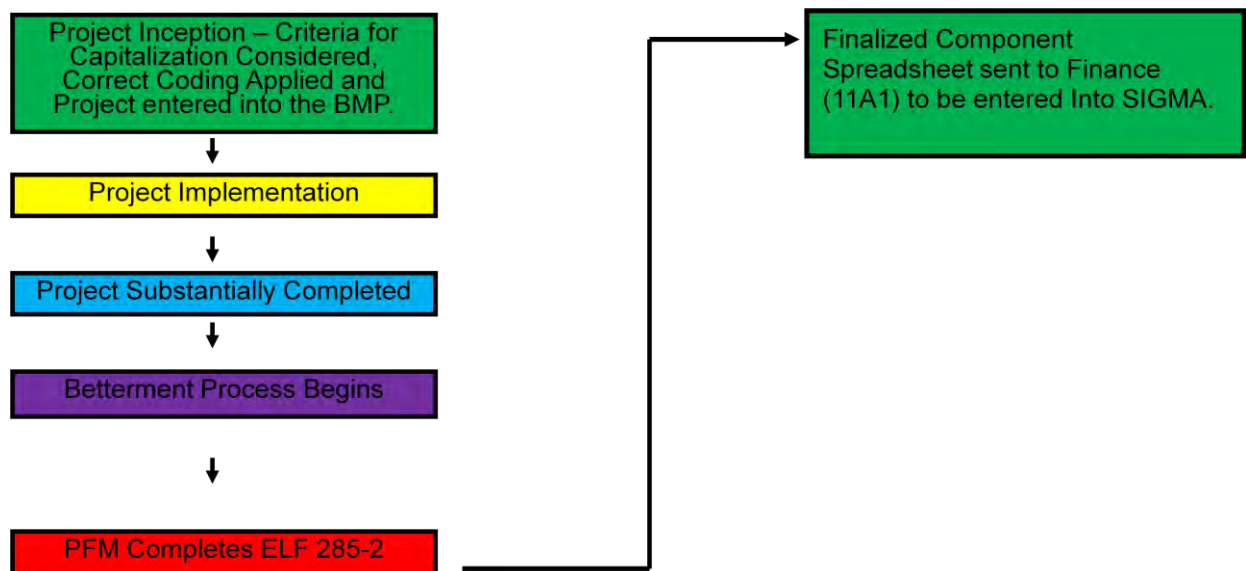 Project Inception – Criteria for
Capitalization Considered,
Correct Coding Applied and
Project entered into the BMP.
Project Implementation
Project Substantially Completed
Betterment Process Begins
PFM Completes ELF 285-2
Finalized Component
Spreadsheet sent to Finance
(11A1) to be entered Into SIGMA.